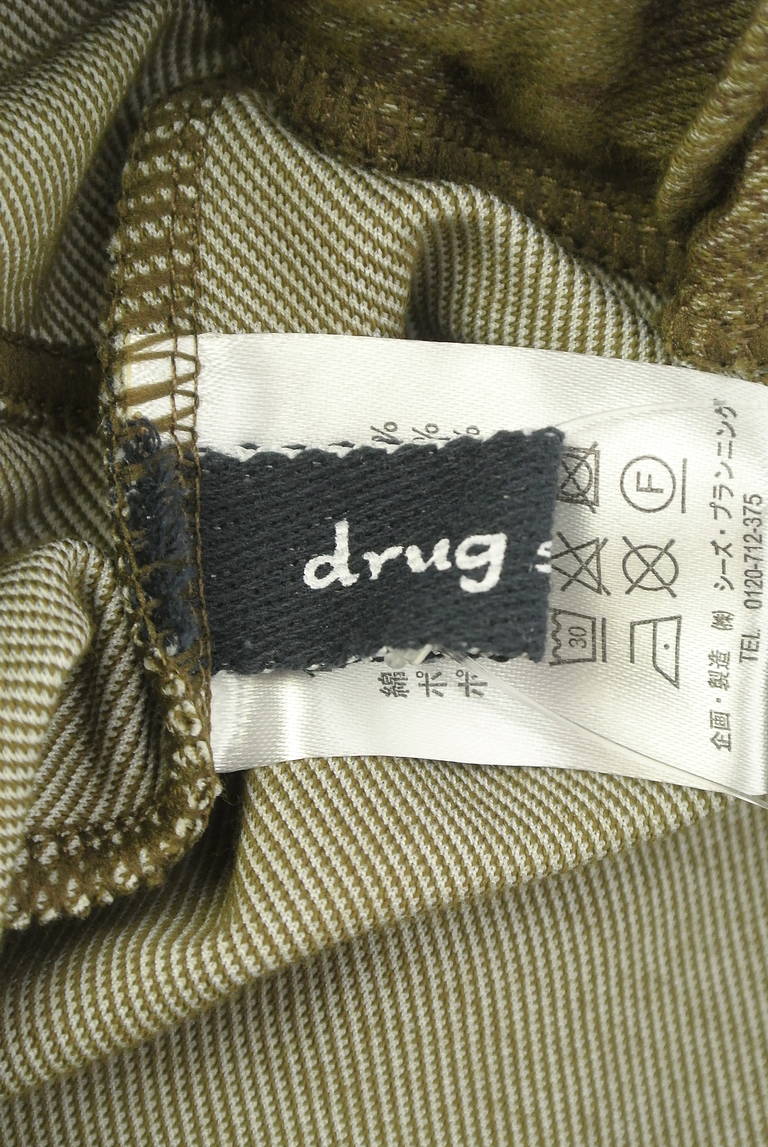 drug s
%
%
%
綿
ポ
ポ
30
F
企画・製造 ㈱ シーズ・プランニング
TEL 0120-712-375